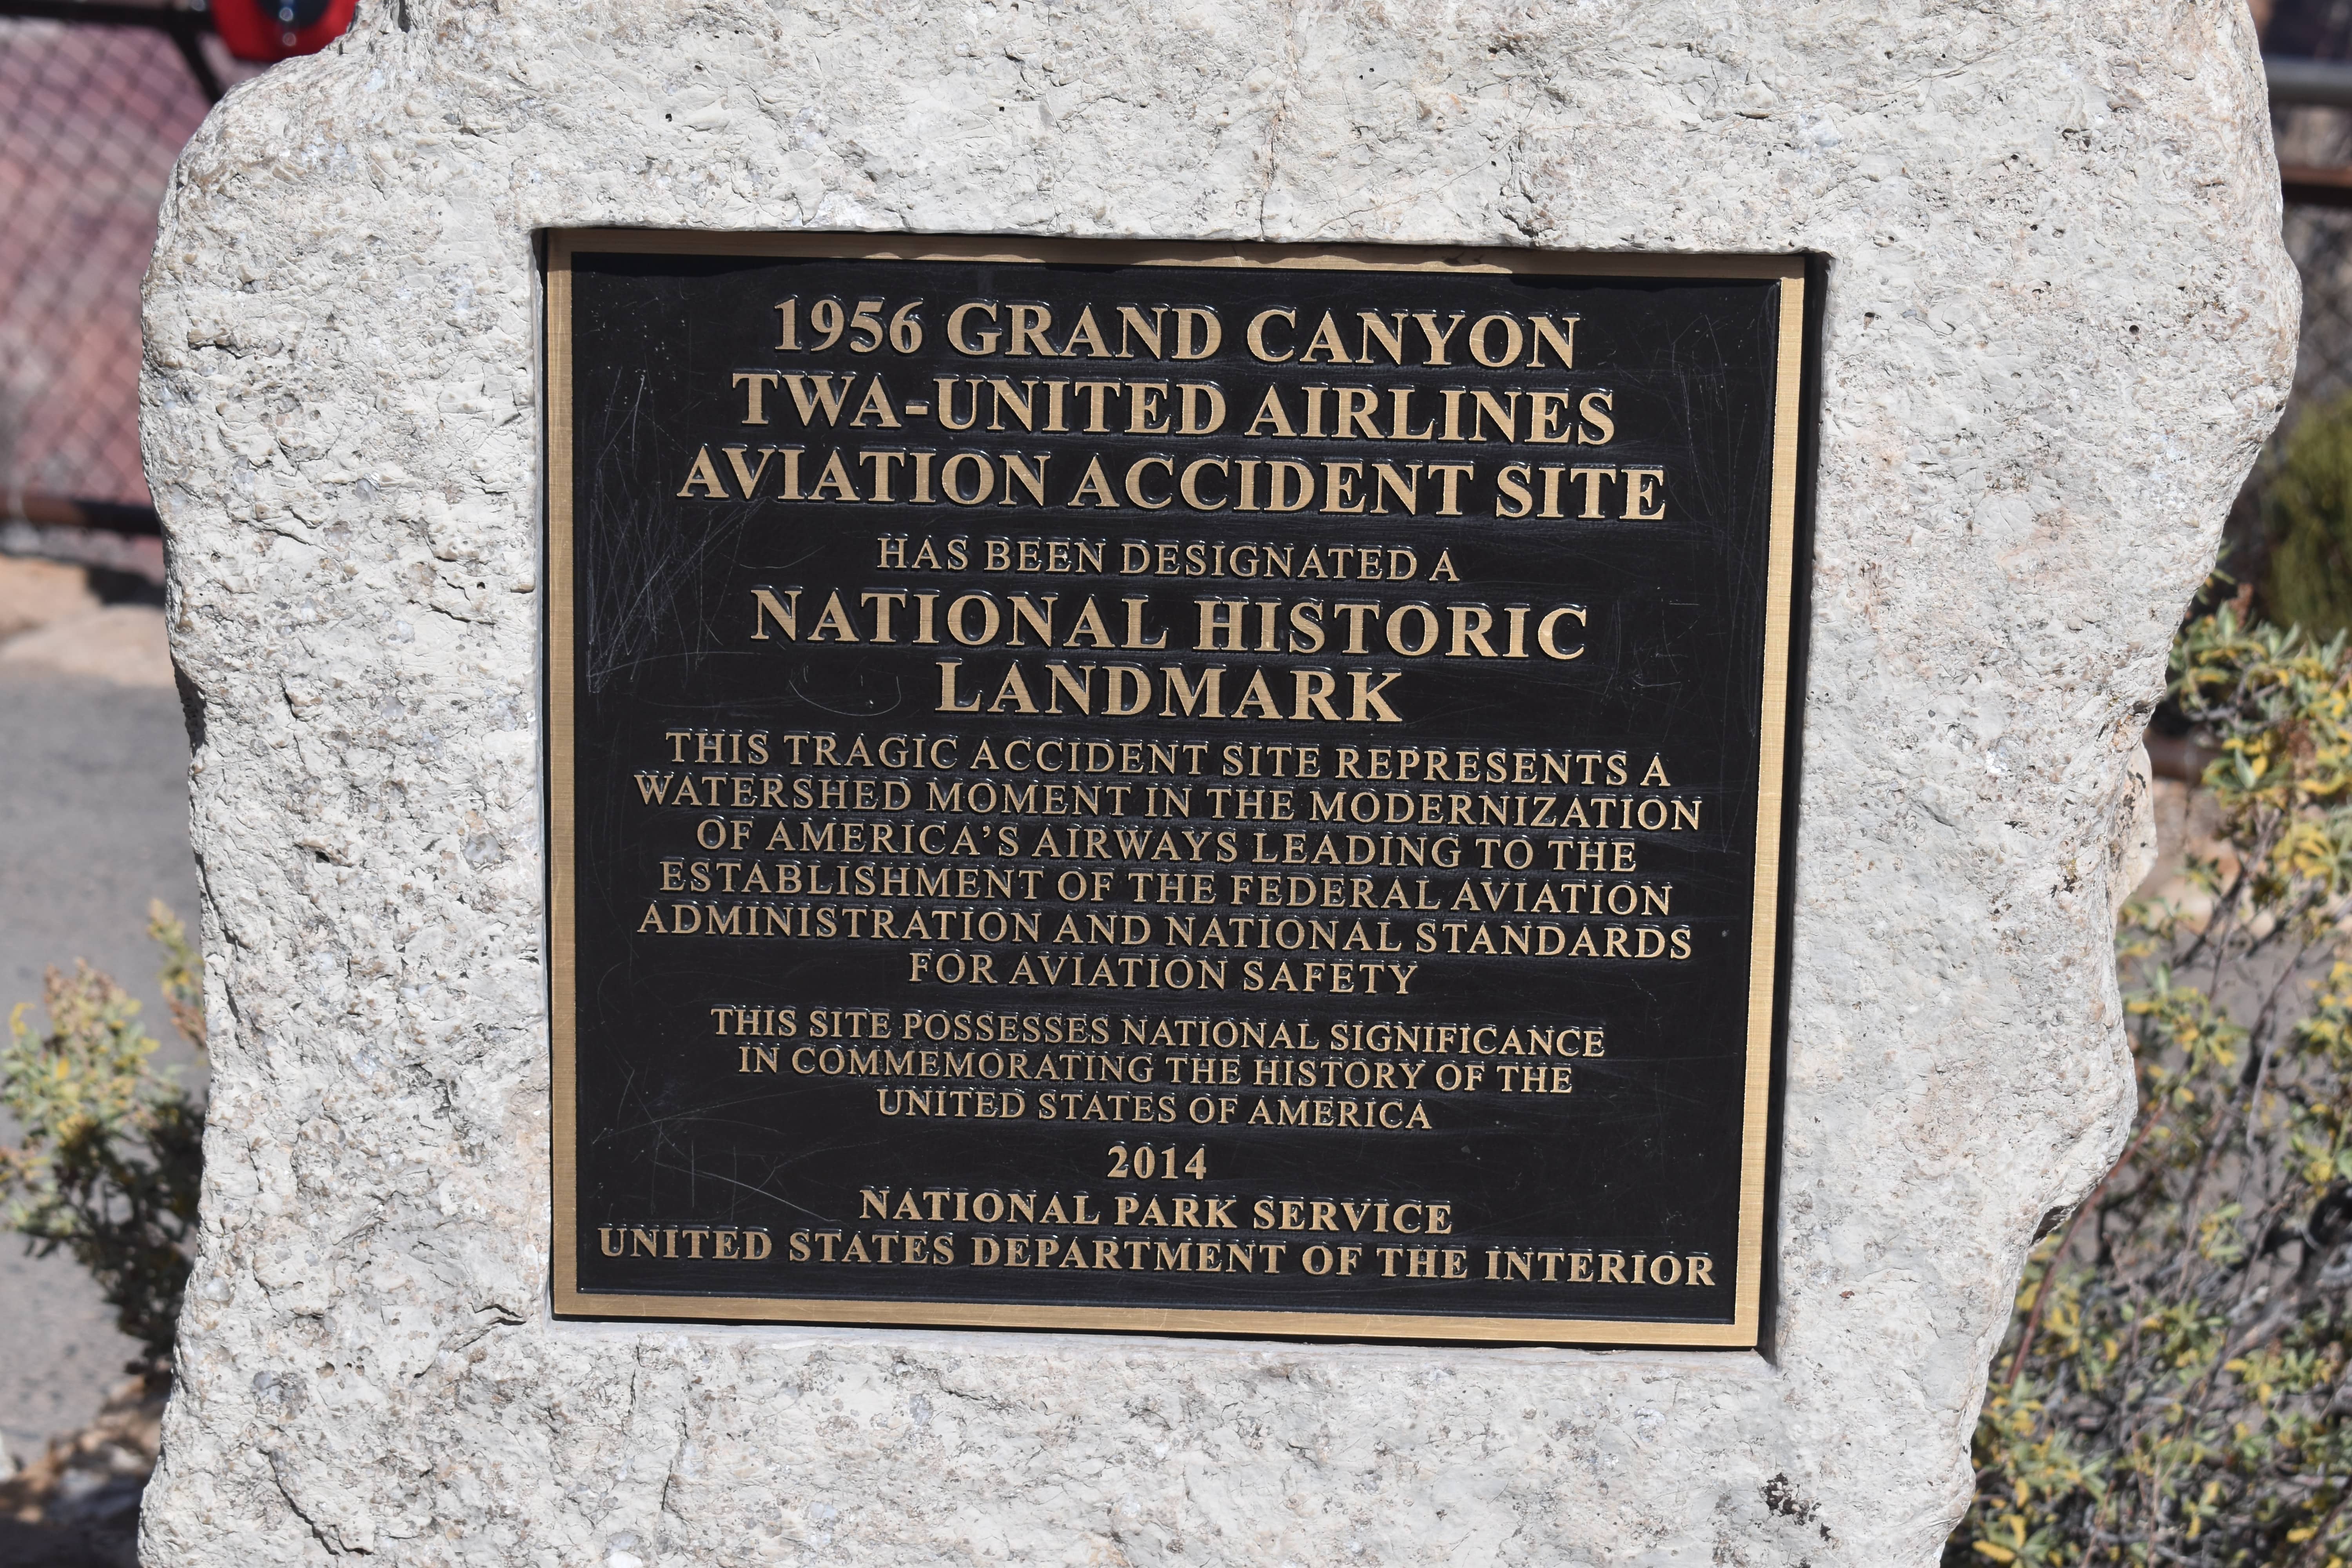 1956 GRAND CANYON
TWA-UNITED AIRLINES
AVIATION ACCIDENT SITE
HAS BEEN DESIGNATED A
NATIONAL HISTORIC
LANDMARK
THIS TRAGIC ACCIDENT SITE REPRESENTS A
WATERSHED MOMENT IN THE MODERNIZATION
OF AMERICA'S AIRWAYS LEADING TO THE
ESTABLISHMENT OF THE FEDERAL AVIATION
ADMINISTRATION AND NATIONAL STANDARDS
FOR AVIATION SAFETY
THIS SITE POSSESSES NATIONAL SIGNIFICANCE
IN COMMEMORATING THE HISTORY OF THE
UNITED STATES OF AMERICA
2014
NATIONAL PARK SERVICE
UNITED STATES DEPARTMENT OF THE INTERIOR